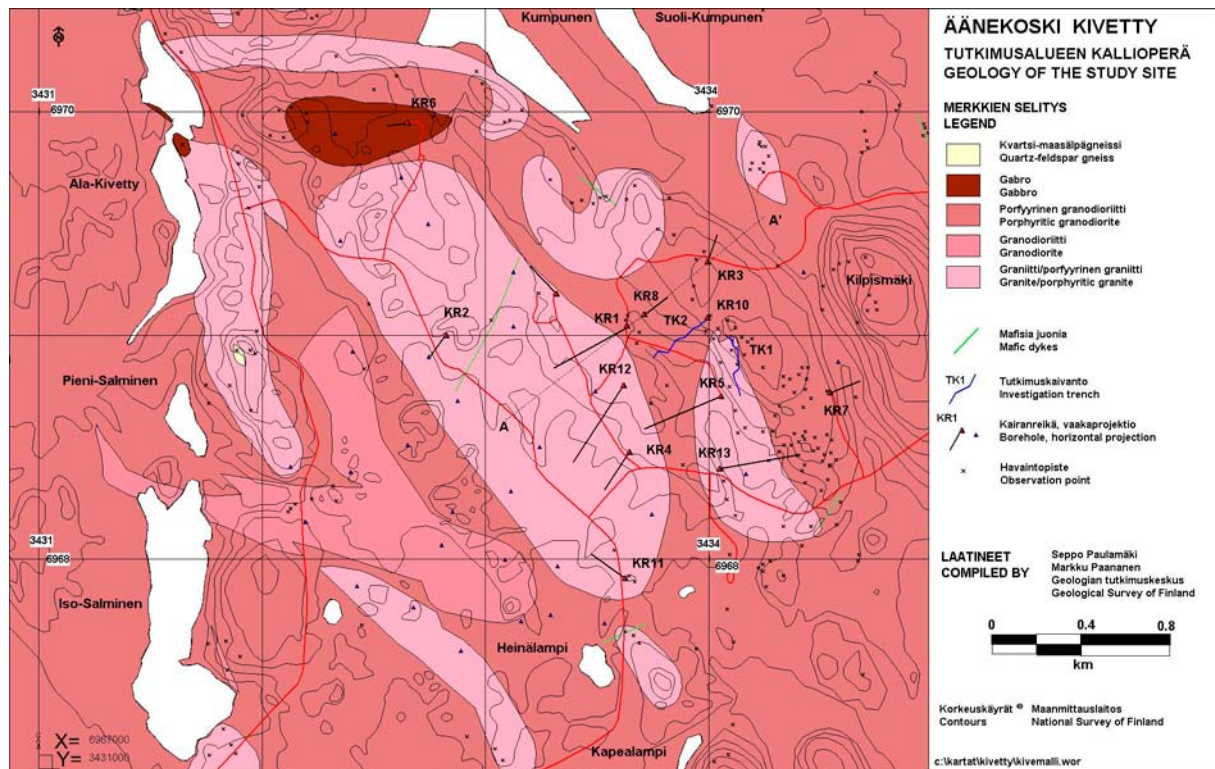 Kumpunen
Suoli-Kumpunen
3431
6970
3434
6970
KR6
Ala-Kivetty
A'
KR3
Kilpismäki
KR8
KR10
KR1
TK2
KR2
TK1
Pieni-Salminen
KR12
KR5
KR7
A
KR4
KR13
3431
6968
3434
6968
KR11
Iso-Salminen
Heinälampi
Kapealampi
X= 6967000
Y= 3431000
ÄÄNEKOSKI KIVETTY
TUTKIMUSALUEEN KALLIOPERÄ
GEOLOGY OF THE STUDY SITE
MERKKIEN SELITYS
LEGEND
Kvartsi-maasälpägneissi
Quartz-feldspar gneiss
Gabro
Gabbro
Porfyyrinen granodioriitti
Porphyritic granodiorite
Granodioriitti
Granodiorite
Graniitti/porfyyrinen graniitti
Granite/porphyritic granite
Mafisia juonia
Mafic dykes
TK1
Tutkimuskaivanto
Investigation trench
KR1
Kairanreikä, vaakaprojektio
Borehole, horizontal projection
Havaintopiste
Observation point
LAATINEET
COMPILED BY
Seppo Paulamäki
Markku Paananen
Geologian tutkimuskeskus
Geological Survey of Finland
0 0.4 0.8
km
Korkeuskäyrät © Maanmittauslaitos
Contours National Survey of Finland
c:\kartat\kivetty\kivemalli.wor